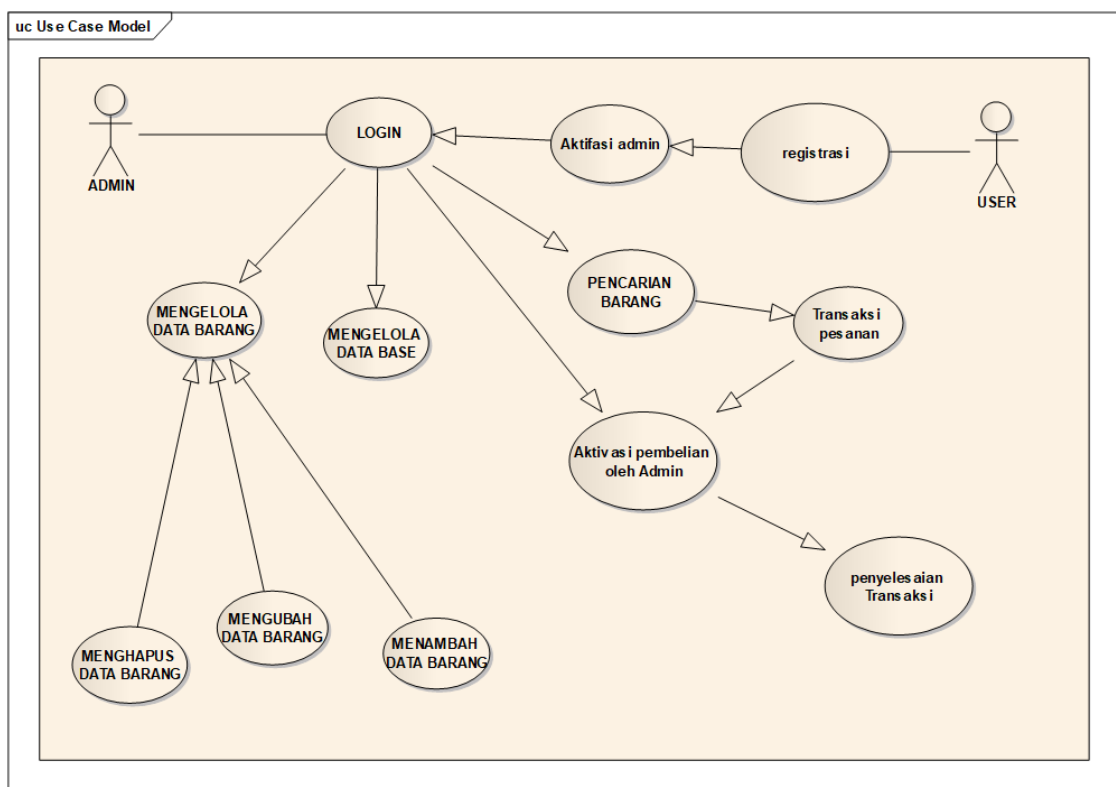 uc Use Case Model
ADMIN
LOGIN
Aktifasi admin
registrasi
USER
MENGELOLA
DATA BARANG
MENGELOLA
DATA BASE
PENCARIAN
BARANG
Transaksi
pesanan
Aktivasi pembelian
oleh Admin
penyelesaian
Transaksi
MENGHAPUS
DATA BARANG
MENGUBAH
DATA BARANG
MENAMBAH
DATA BARANG